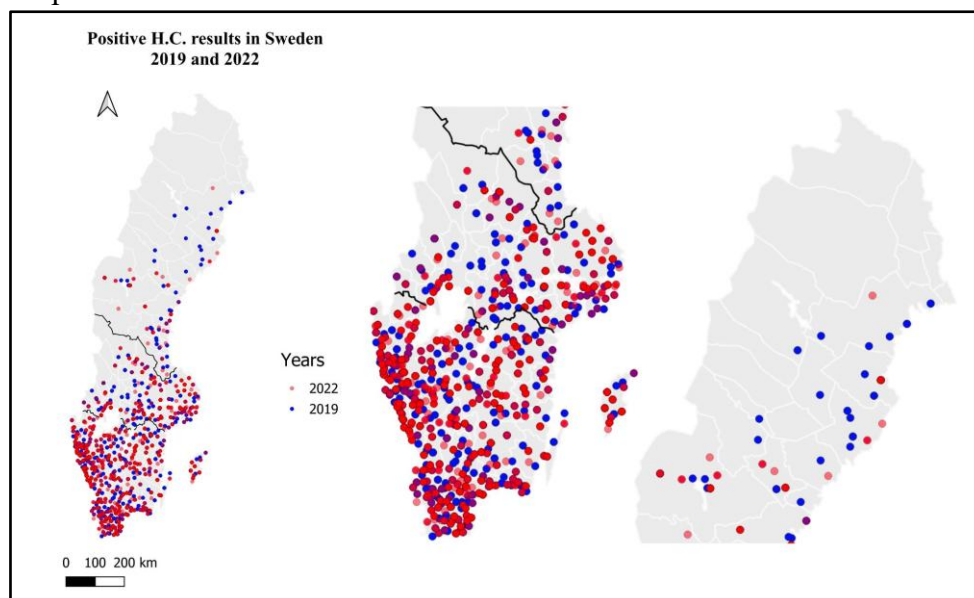 Positive H.C. results in Sweden
2019 and 2022
Years
2022
2019
0 100 200 km